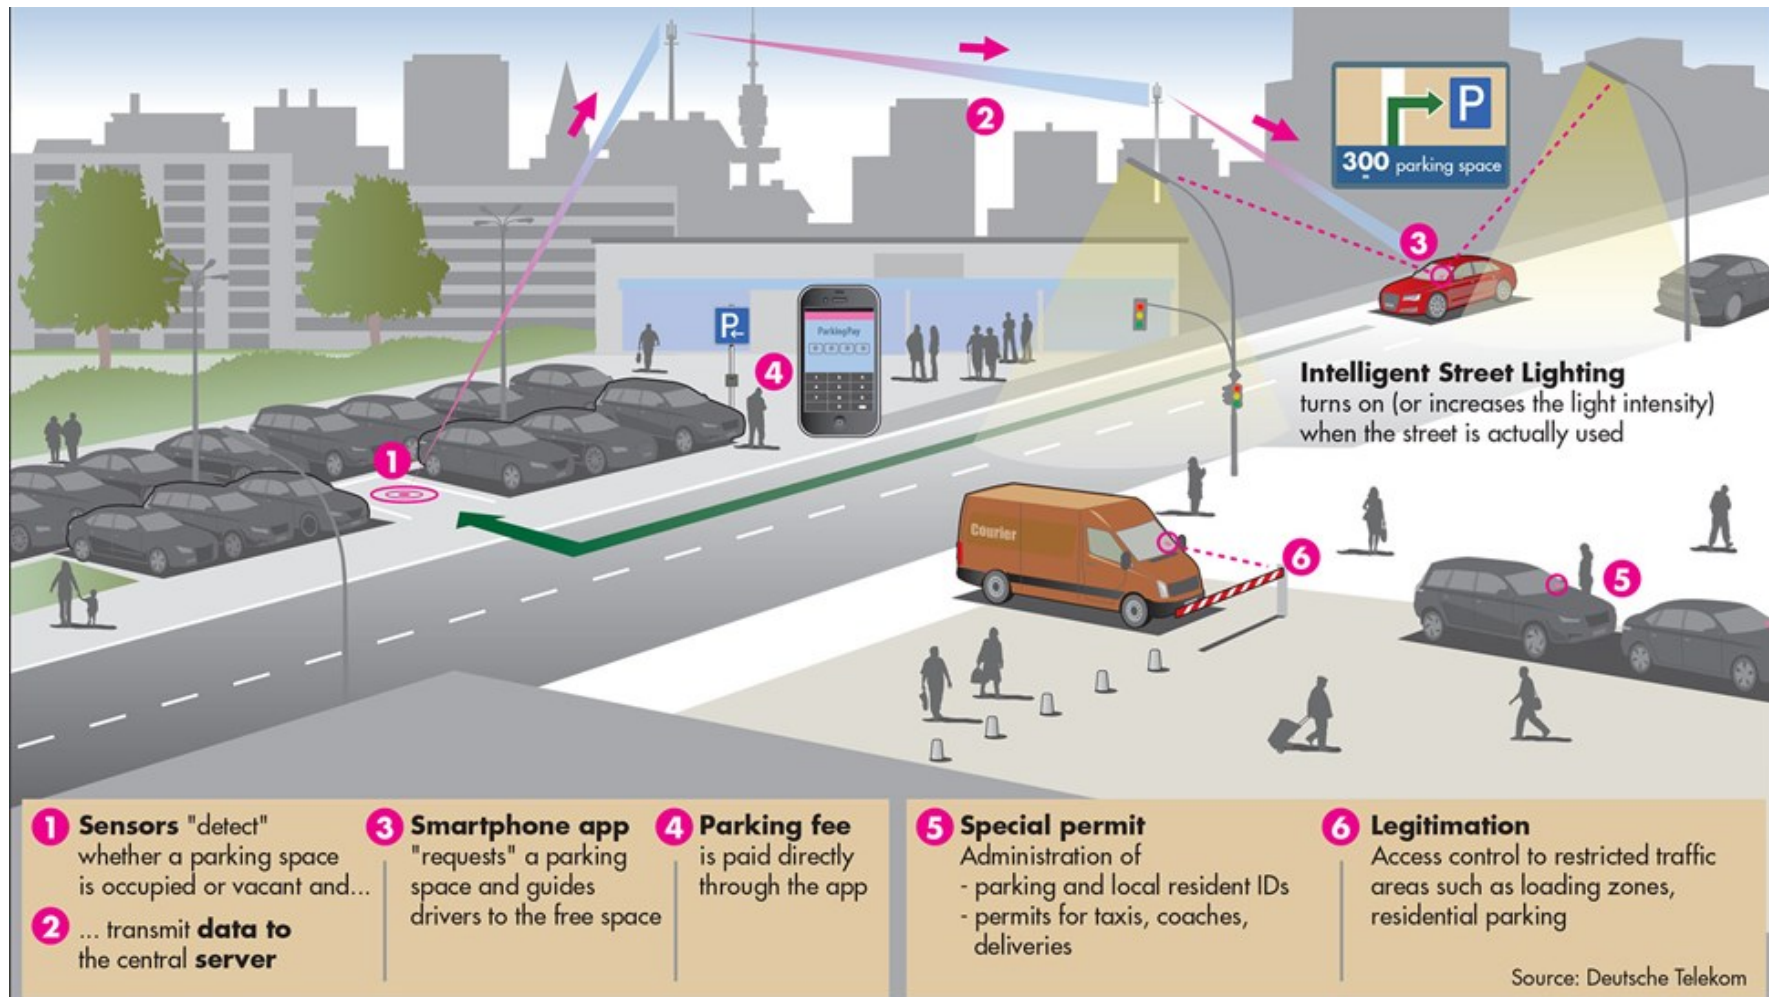 2
P
300 parking space
3
P
ParkingPay
4
Intelligent Street Lighting
turns on (or increases the light intensity)
when the street is actually used
1
Courier
6
5
1 Sensors "detect"
whether a parking space
is occupied or vacant and...
2 ... transmit data to
the central server
3 Smartphone app
"requests" a parking
space and guides
drivers to the free space
4 Parking fee
is paid directly
through the app
5 Special permit
Administration of
- parking and local resident IDs
- permits for taxis, coaches,
deliveries
6 Legitimation
Access control to restricted traffic
areas such as loading zones,
residential parking
Source: Deutsche Telekom